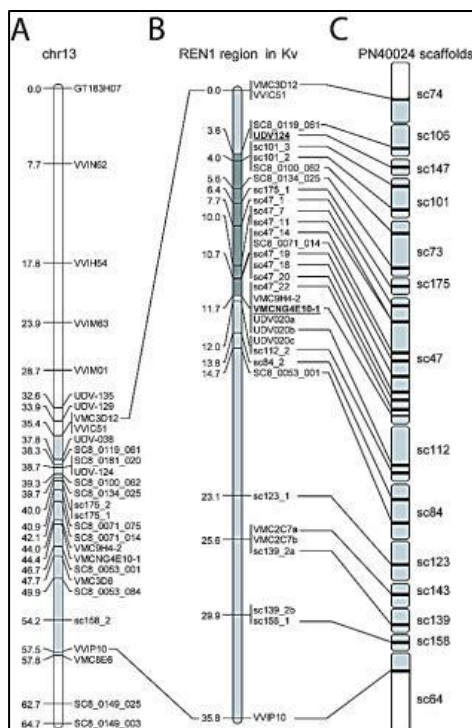 A
B
C
chr13
REN1 region in Kv
PN40024 scaffolds
0.0 GT183H07
7.7 VVIN62
17.8 VVIH54
23.9 VVIM63
28.7 VVIM01
32.6 UDV-135
33.9 UDV-129
35.4 VMC3D12
VVIC51
37.8 UDV-038
38.3 SC8_0119_061
38.7 SC8_0181_020
UDV-124
39.3 SC8_0100_062
39.7 SC8_0134_025
40.0 sc175_2
sc175_1
40.9 SC8_0071_075
42.1 SC8_0071_014
44.0 VMC9H4-2
44.4 VMCNG4E10-1
46.7 SC8_0053_001
47.7 VMC3D8
49.9 SC8_0053_084
54.2 sc158_2
57.5 VVIP10
57.8 VMC8E6
62.7 SC8_0149_025
64.7 SC8_0149_003
0.0 VMC3D12
VVIC51
3.6 SC8_0119_061
UDV124
4.0 sc101_3
sc101_2
5.6 SC8_0100_062
6.4 SC8_0134_025
7.7 sc175_1
10.0 sc47_1
sc47_7
sc47_11
sc47_14
10.7 SC8_0071_014
sc47_19
sc47_18
sc47_20
sc47_22
11.7 VMC9H4-2
VMCNG4E10-1
UDV020a
UDV020b
12.0 UDV020c
sc112_2
13.8 sc84_2
14.7 SC8_0053_001
23.1 sc123_1
25.6 VMC2C7a
VMC2C7b
sc139_2a
29.9 sc139_2b
sc158_1
35.8 VVIP10
sc74
sc106
sc147
sc101
sc73
sc175
sc47
sc112
sc84
sc123
sc143
sc139
sc158
sc64